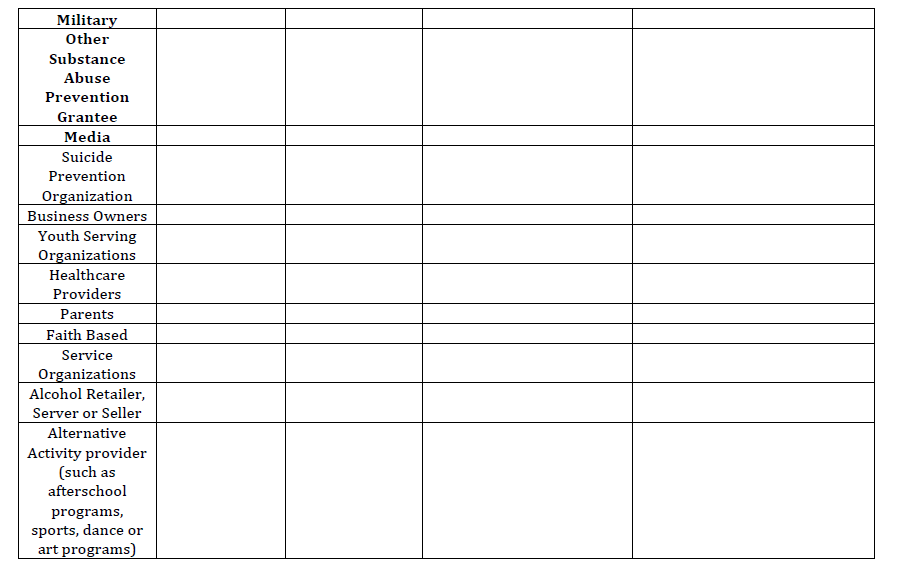 Military
Other
Substance
Abuse
Prevention
Grantee
Media
Suicide
Prevention
Organization
Business Owners
Youth Serving
Organizations
Healthcare
Providers
Parents
Faith Based
Service
Organizations
Alcohol Retailer,
Server or Seller
Alternative
Activity provider
(such as
afterschool
programs,
sports, dance or
art programs)